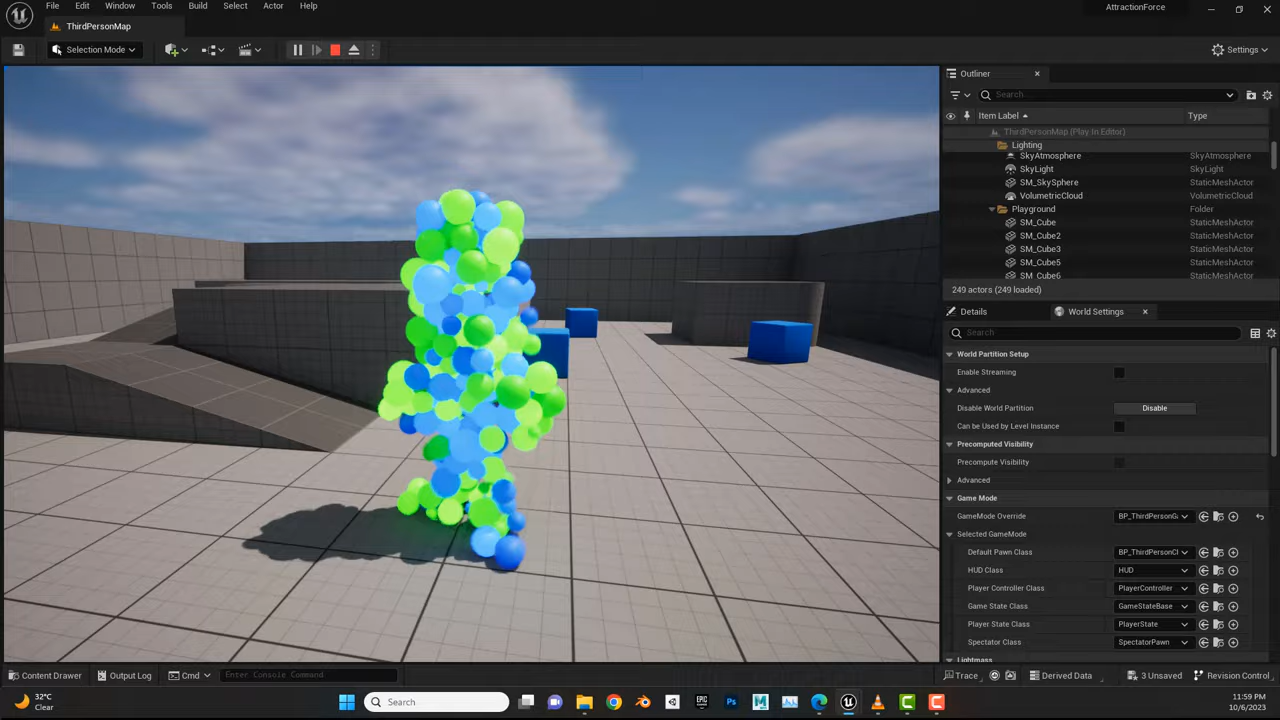 File Edit Window Tools Build Select Actor Help
AttractionForce
ThirdPersonMap
Selection Mode
Settings
Outliner
Search...
Item Label Type
ThirdPersonMap (Play In Editor)
Lighting
SkyAtmosphere SkyAtmosphere
SkyLight SkyLight
SM_SkySphere StaticMeshActor
VolumetricCloud VolumetricCloud
Playground Folder
SM_Cube StaticMeshActor
SM_Cube2 StaticMeshActor
SM_Cube3 StaticMeshActor
SM_Cube5 StaticMeshActor
SM_Cube6 StaticMeshActor
249 actors (249 loaded)
Details World Settings
Search
World Partition Setup
Enable Streaming
Advanced
Disable World Partition Disable
Can be Used by Level Instance
Precomputed Visibility
Precompute Visibility
Advanced
Game Mode
GameMode Override BP_ThirdPersonG
Selected GameMode
Default Pawn Class BP_ThirdPersonCl
HUD Class HUD
Player Controller Class PlayerController
Game State Class GameStateBase
Player State Class PlayerState
Spectator Class SpectatorPawn
Lightmass
Content Drawer Output Log Cmd Enter Console Command Trace Derived Data 3 Unsaved Revision Control
32°C
Clear
Search
11:59 PM
10/6/2023